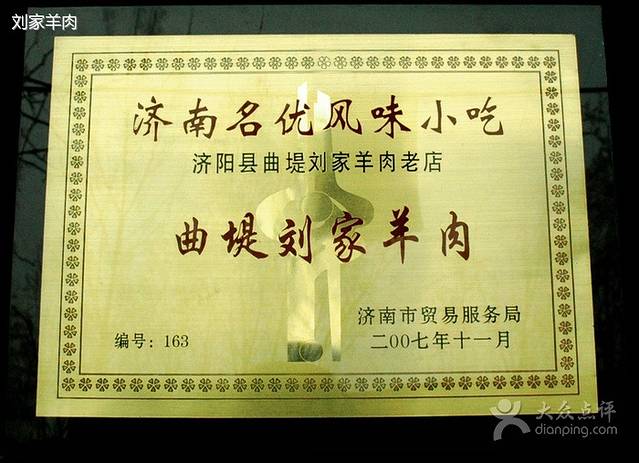 刘家羊肉
济南名优风味小吃
济阳县曲堤刘家羊肉老店
曲堤刘家羊肉
济南市贸易服务局
编号：163
二〇〇七年十一月
大众点评
dianping.com